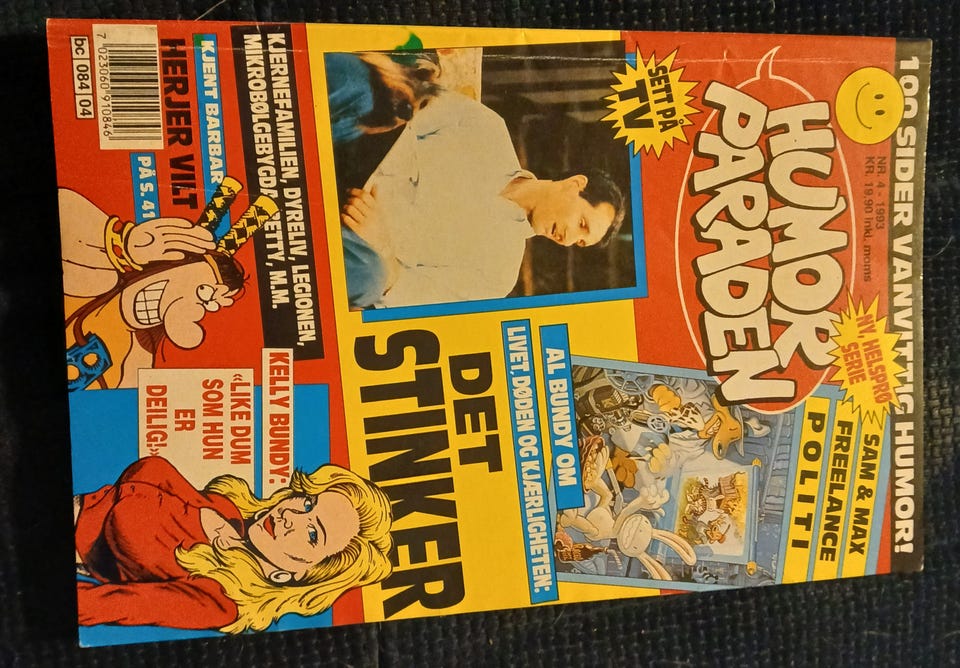 100 SIDER VANVITTIG HUMOR!
HUMOR
PARADEN
NR. 4 - 1993
KR. 19.90 inkl. moms
NY, HELSPRØ
SERIE
SAM & MAX
FREELANCE
POLITI
SETT PÅ
TV
AL BUNDY OM
LIVET, DØDEN OG KJÆRLIGHETEN:
DET
STINKER
KJERNEFAMILIEN, DYRELIV, LEGIONEN,
MIKROBØLGEBYGDA, BETTY, M.M.
KJENT BARBAR
HERJER VILT
PÅ S. 41
KELLY BUNDY:
«LIKE DUM
SOM HUN
ER
DEILIG!»
7 023060 910846
bc 084 04